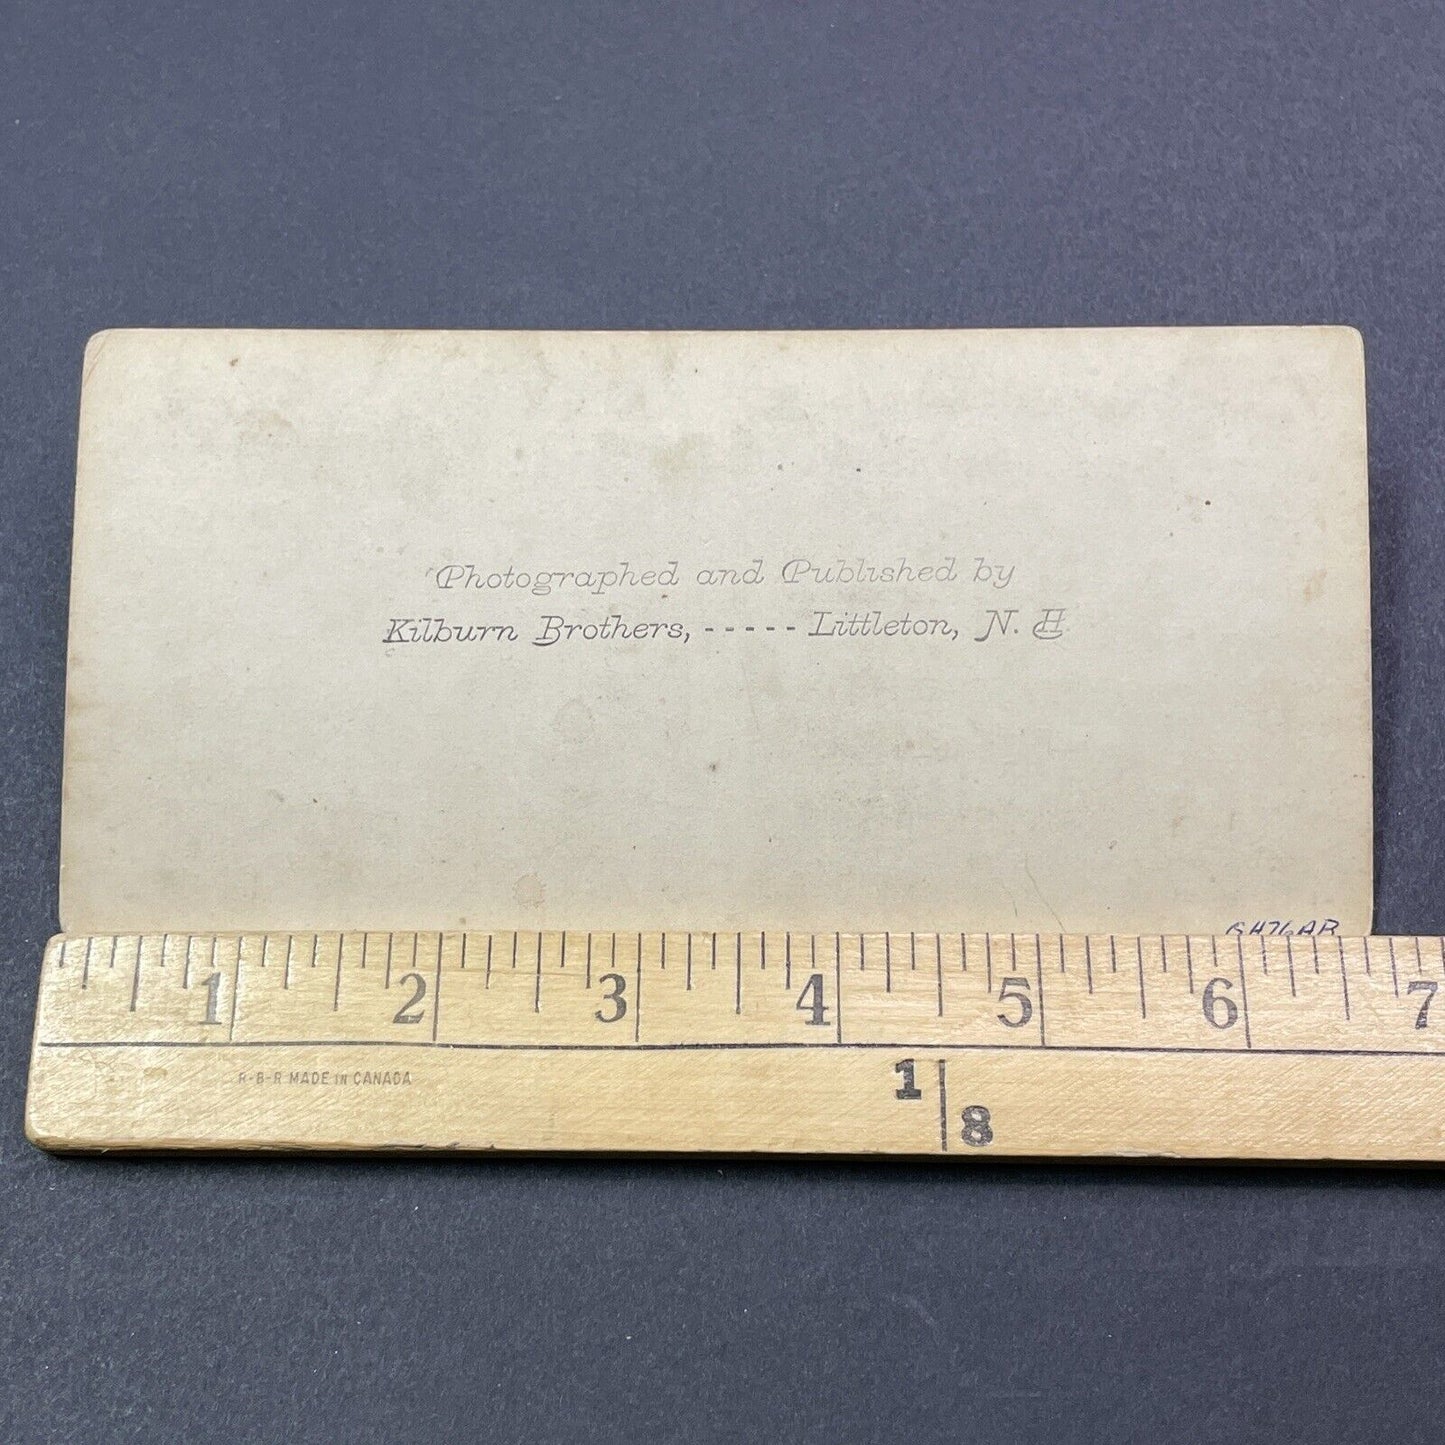 Photographed and Published by
Kilburn Brothers, ----- Littleton, N. H
GH76AB
1 2 3 4 5 6 7
R-B-R MADE IN CANADA
1
8